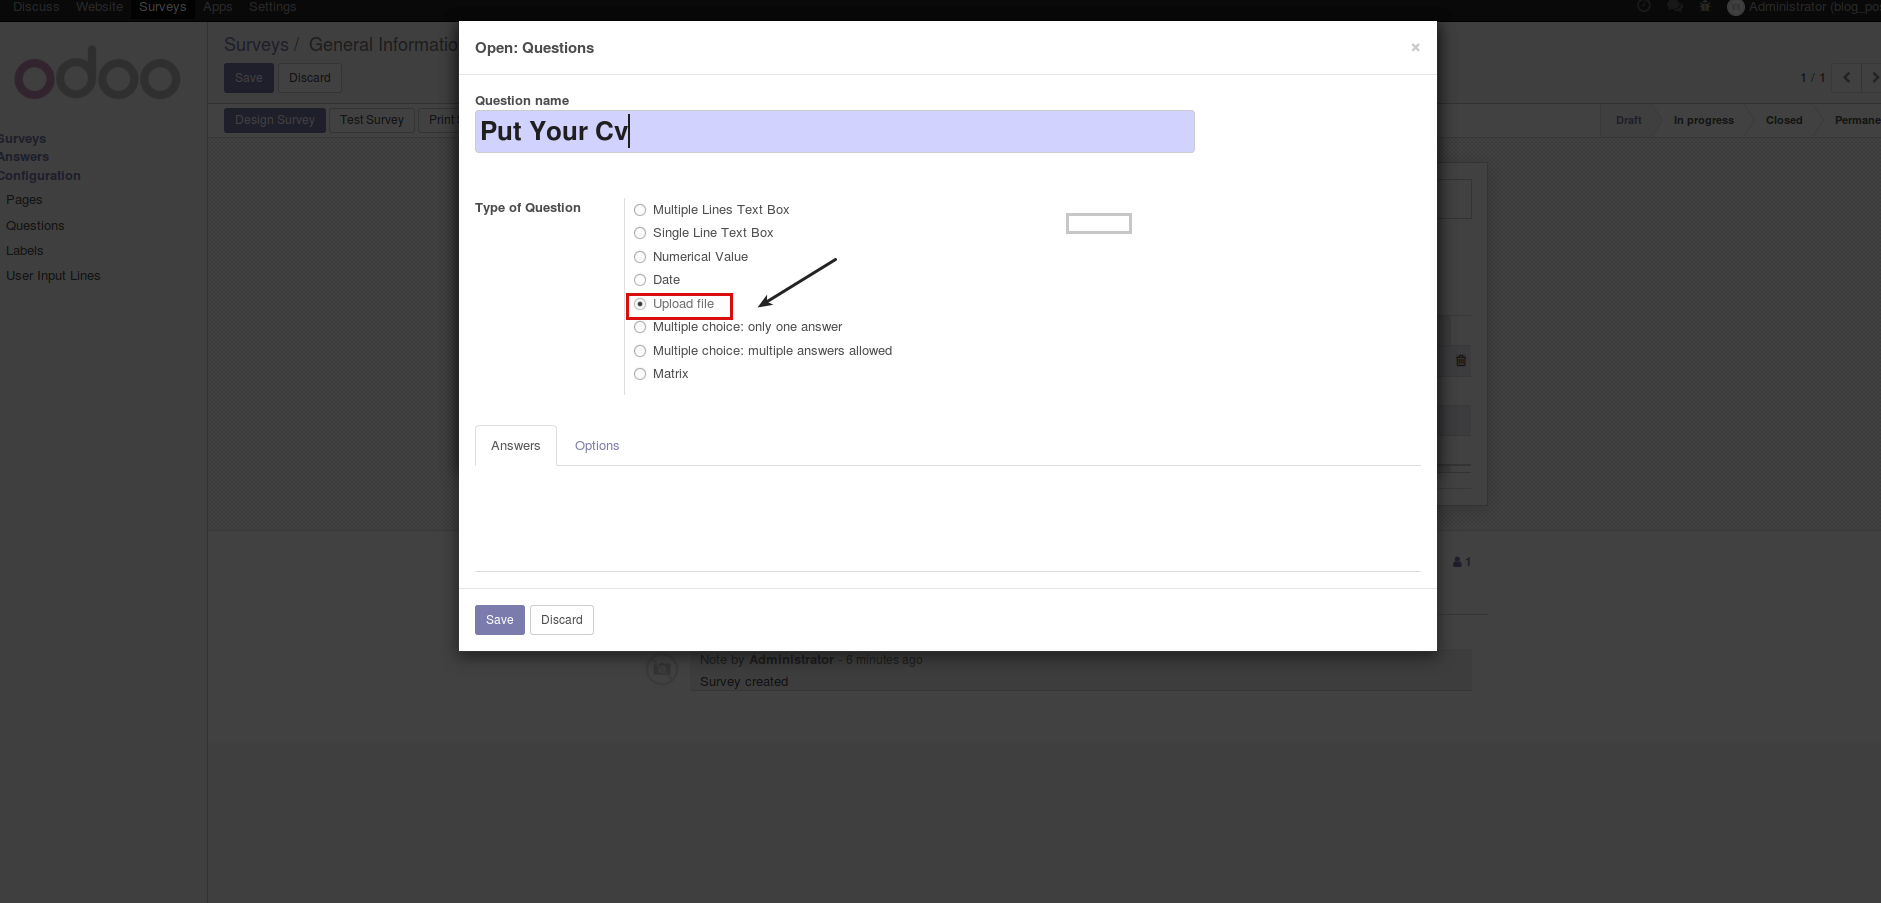 Discuss Website Surveys Apps Settings
Administrator (blog_po
odoo
Surveys / General Informatio
Save Discard
1 / 1
Design Survey Test Survey Print
Draft In progress Closed Permane
Surveys
Answers
Configuration
Pages
Questions
Labels
User Input Lines
Open: Questions
×
Question name
Put Your Cv
Type of Question
Multiple Lines Text Box
Single Line Text Box
Numerical Value
Date
Upload file
Multiple choice: only one answer
Multiple choice: multiple answers allowed
Matrix
Answers Options
Save Discard
1
Note by Administrator - 6 minutes ago
Survey created